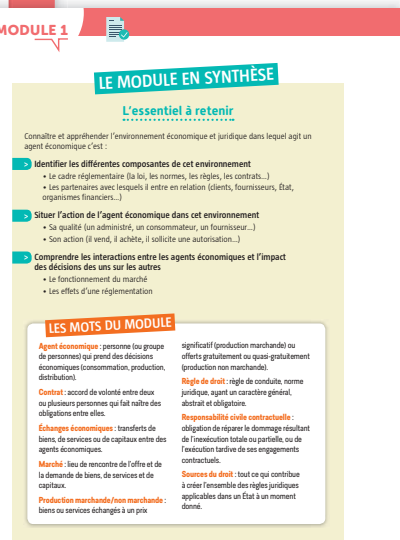 MODULE 1
LE MODULE EN SYNTHÈSE
L'essentiel à retenir
Connaître et appréhender l'environnement économique et juridique dans lequel agit un
agent économique c'est :
> Identifier les différentes composantes de cet environnement
• Le cadre réglementaire (la loi, les normes, les règles, les contrats...)
• Les partenaires avec lesquels il entre en relation (clients, fournisseurs, État,
organismes financiers...)
> Situer l'action de l'agent économique dans cet environnement
• Sa qualité (un administré, un consommateur, un fournisseur...)
• Son action (il vend, il achète, il sollicite une autorisation...)
> Comprendre les interactions entre les agents économiques et l'impact
des décisions des uns sur les autres
• Le fonctionnement du marché
• Les effets d'une réglementation
LES MOTS DU MODULE
Agent économique : personne (ou groupe
de personnes) qui prend des décisions
économiques (consommation, production,
distribution).
Contrat : accord de volonté entre deux
ou plusieurs personnes qui fait naître des
obligations entre elles.
Échanges économiques : transferts de
biens, de services ou de capitaux entre des
agents économiques.
Marché : lieu de rencontre de l'offre et de
la demande de biens, de services et de
capitaux.
Production marchande/non marchande :
biens ou services échangés à un prix
significatif (production marchande) ou
offerts gratuitement ou quasi-gratuitement
(production non marchande).
Règle de droit : règle de conduite, norme
juridique, ayant un caractère général,
abstrait et obligatoire.
Responsabilité civile contractuelle :
obligation de réparer le dommage résultant
de l'inexécution totale ou partielle, ou de
l'exécution tardive de ses engagements
contractuels.
Sources du droit : tout ce qui contribue
à créer l'ensemble des règles juridiques
applicables dans un État à un moment
donné.